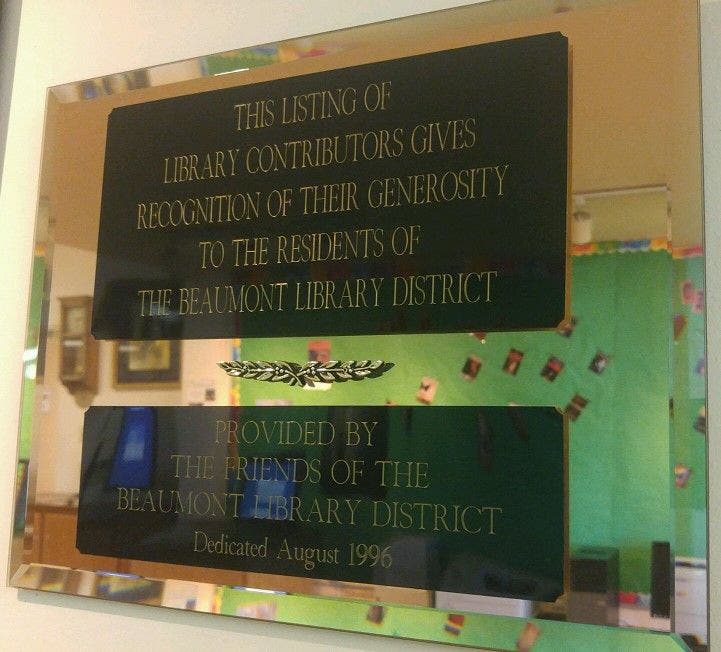 THIS LISTING OF
LIBRARY CONTRIBUTORS GIVES
RECOGNITION OF THEIR GENEROSITY
TO THE RESIDENTS OF
THE BEAUMONT LIBRARY DISTRICT
PROVIDED BY
THE FRIENDS OF THE
BEAUMONT LIBRARY DISTRICT
Dedicated August 1996